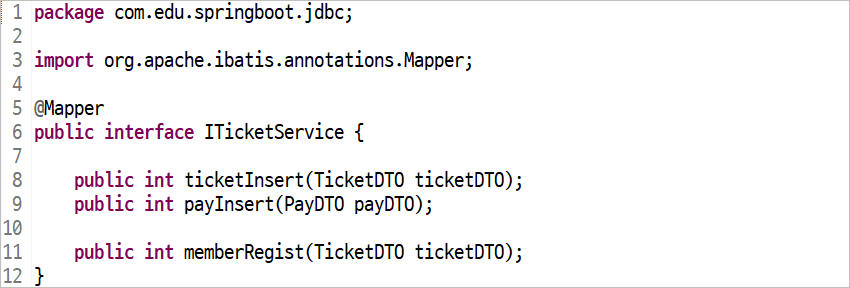 1 package com.edu.springboot.jdbc;
2
3 import org.apache.ibatis.annotations.Mapper;
4
5 @Mapper
6 public interface ITicketService {
7
8     public int ticketInsert(TicketDTO ticketDTO);
9     public int payInsert(PayDTO payDTO);
10
11     public int memberRegist(TicketDTO ticketDTO);
12 }